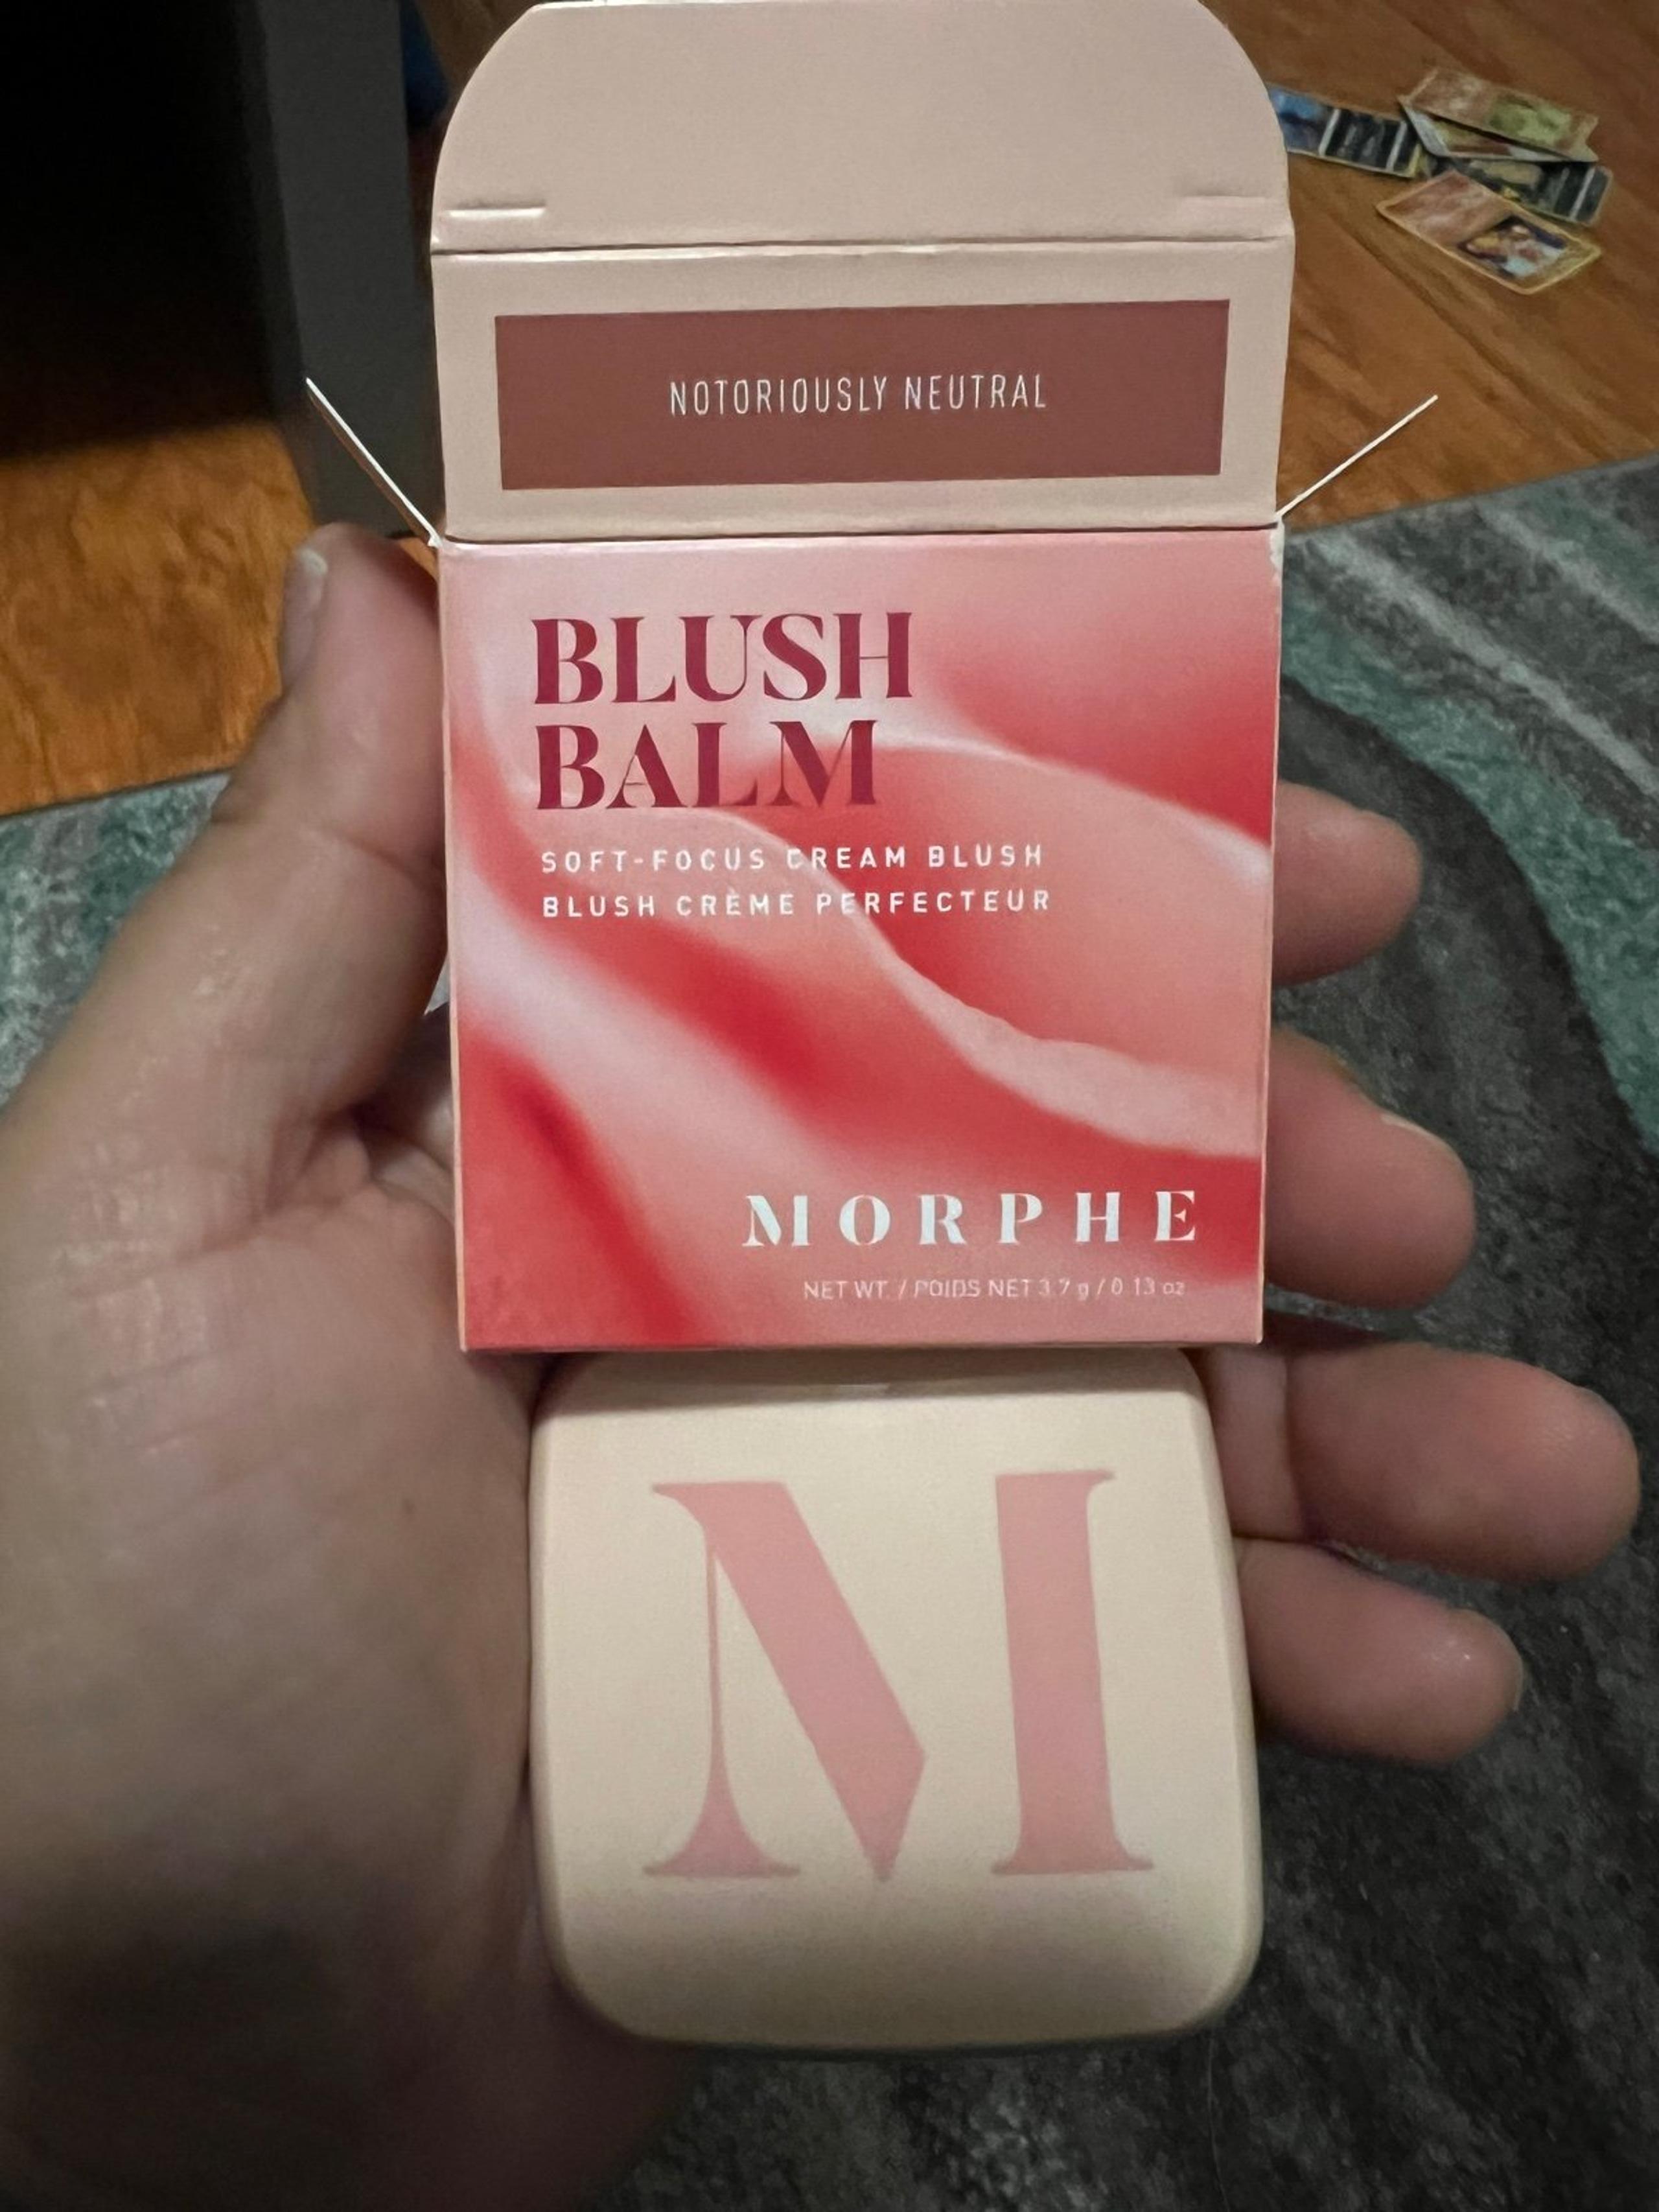 NOTORIOUSLY NEUTRAL
BLUSH
BALM
SOFT-FOCUS CREAM BLUSH
BLUSH CRÈME PERFECTEUR
MORPHE
NET WT. / POIDS NET 3.7 g / 0.13 oz
M